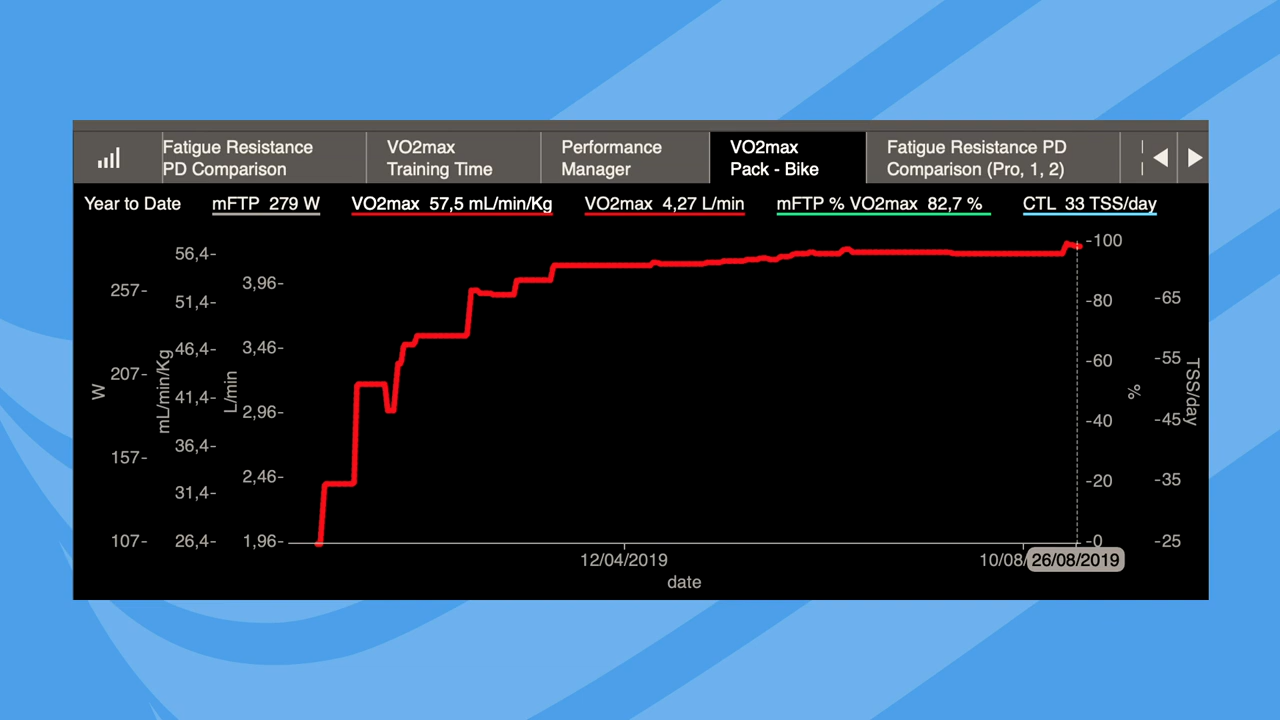 Fatigue Resistance
PD Comparison
VO2max
Training Time
Performance
Manager
VO2max
Pack - Bike
Fatigue Resistance PD
Comparison (Pro, 1, 2)
Year to Date mFTP 279 W VO2max 57,5 mL/min/Kg VO2max 4,27 L/min mFTP % VO2max 82,7 % CTL 33 TSS/day
W
257-
207-
157-
107-
mL/min/Kg
56,4-
51,4-
46,4-
41,4-
36,4-
31,4-
26,4-
L/min
3,96-
3,46-
2,96-
2,46-
1,96-
-100
-80
-60
-40
-20
-0
%
-65
-55
-45
-35
-25
TSS/day
12/04/2019 10/08/ 26/08/2019
date